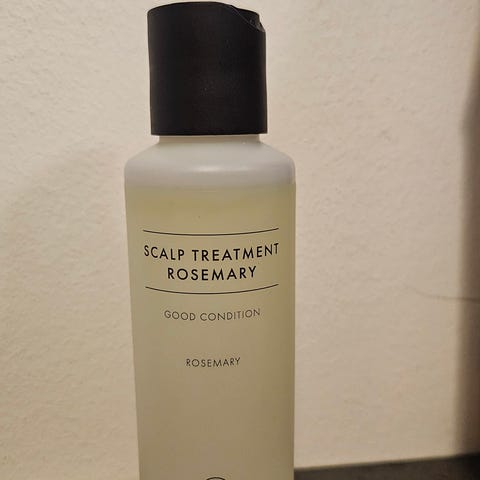 SCALP TREATMENT
ROSEMARY
GOOD CONDITION
ROSEMARY